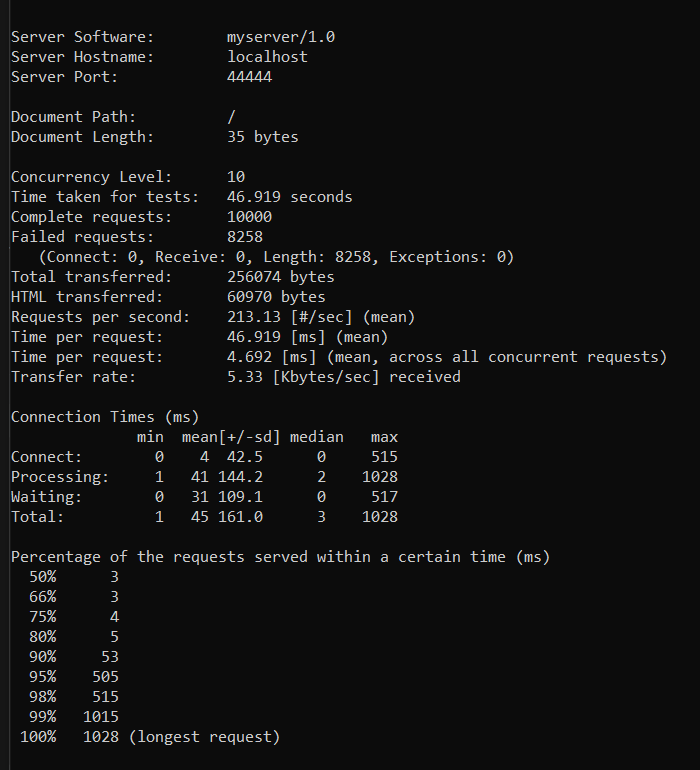 Server Software:        myserver/1.0
Server Hostname:        localhost
Server Port:            44444
Document Path:          /
Document Length:        35 bytes
Concurrency Level:      10
Time taken for tests:   46.919 seconds
Complete requests:      10000
Failed requests:        8258
   (Connect: 0, Receive: 0, Length: 8258, Exceptions: 0)
Total transferred:      256074 bytes
HTML transferred:       60970 bytes
Requests per second:    213.13 [#/sec] (mean)
Time per request:       46.919 [ms] (mean)
Time per request:       4.692 [ms] (mean, across all concurrent requests)
Transfer rate:          5.33 [Kbytes/sec] received
Connection Times (ms)
              min  mean[+/-sd] median   max
Connect:        0    4  42.5      0     515
Processing:     1   41 144.2      2    1028
Waiting:        0   31 109.1      0     517
Total:          1   45 161.0      3    1028
Percentage of the requests served within a certain time (ms)
  50%      3
  66%      3
  75%      4
  80%      5
  90%     53
  95%    505
  98%    515
  99%   1015
 100%   1028 (longest request)